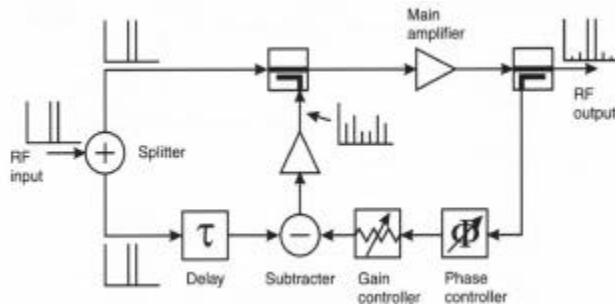 Main
amplifier
RF
output
RF
input
Splitter
τ
Φ
Delay
Subtracter
Gain
controller
Phase
controller